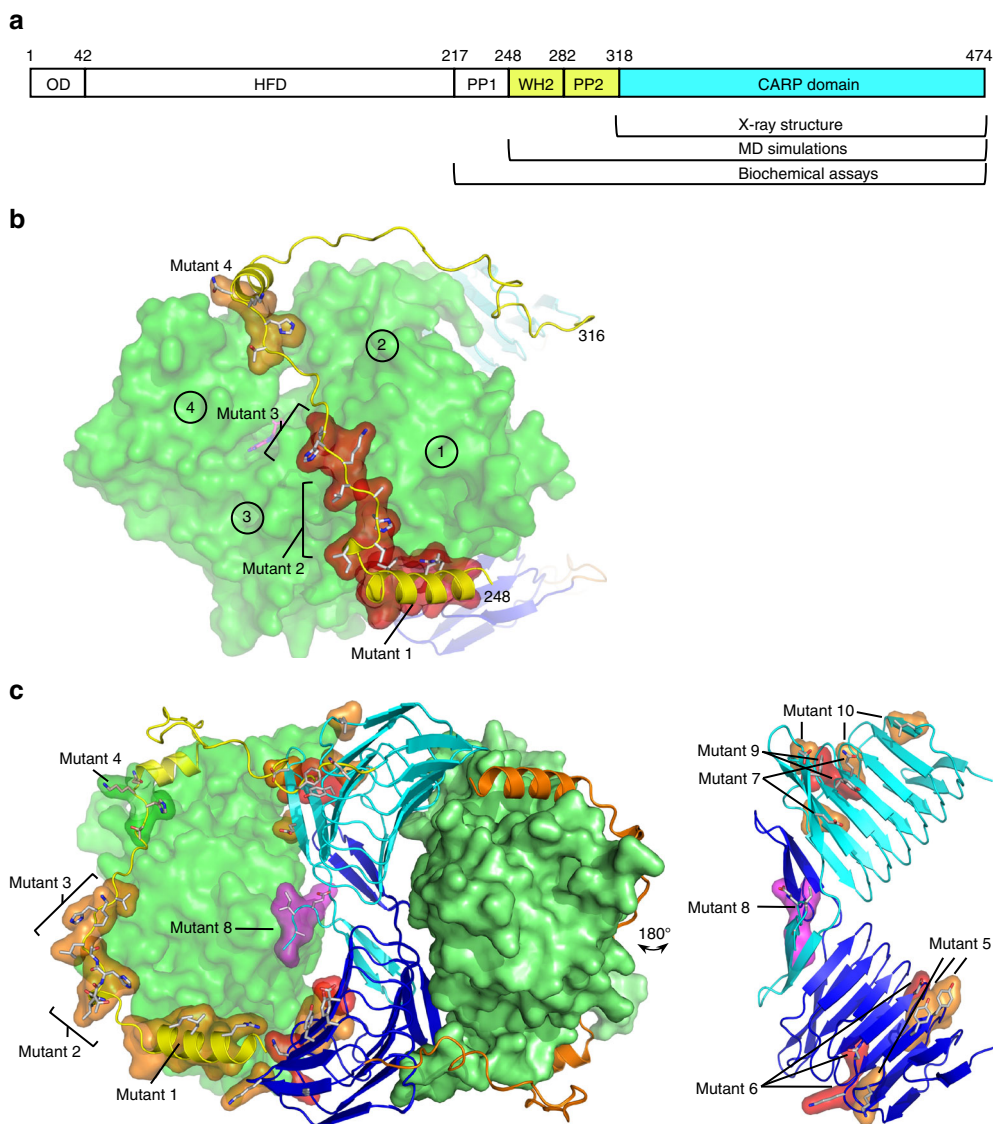 a
1 42 217 248 282 318 474
OD HFD PP1 WH2 PP2 CARP domain
X-ray structure
MD simulations
Biochemical assays
b
Mutant 4
316
2
4
Mutant 3
1
3
Mutant 2
248
Mutant 1
c
Mutant 4
Mutant 3
Mutant 8
Mutant 2
Mutant 1
180°
Mutant 10
Mutant 9
Mutant 7
Mutant 8
Mutant 5
Mutant 6